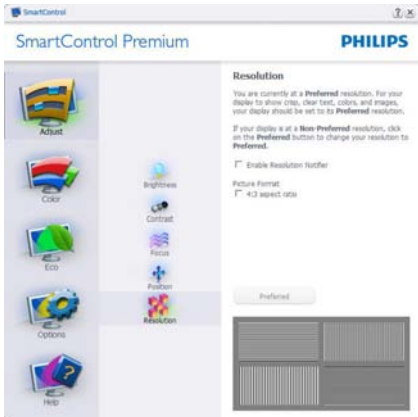 SmartControl
? ×
SmartControl Premium
PHILIPS
Adjust
Color
Eco
Options
Help
Brightness
Contrast
Focus
Position
Resolution
Resolution
You are currently at a Preferred resolution. For your
display to show crisp, clear text, colors, and images,
your display should be set to its Preferred resolution.
If your display is at a Non-Preferred resolution, click
on the Preferred button to change your resolution to
Preferred.
Enable Resolution Notifier
Picture Format
4:3 aspect ratio
Preferred